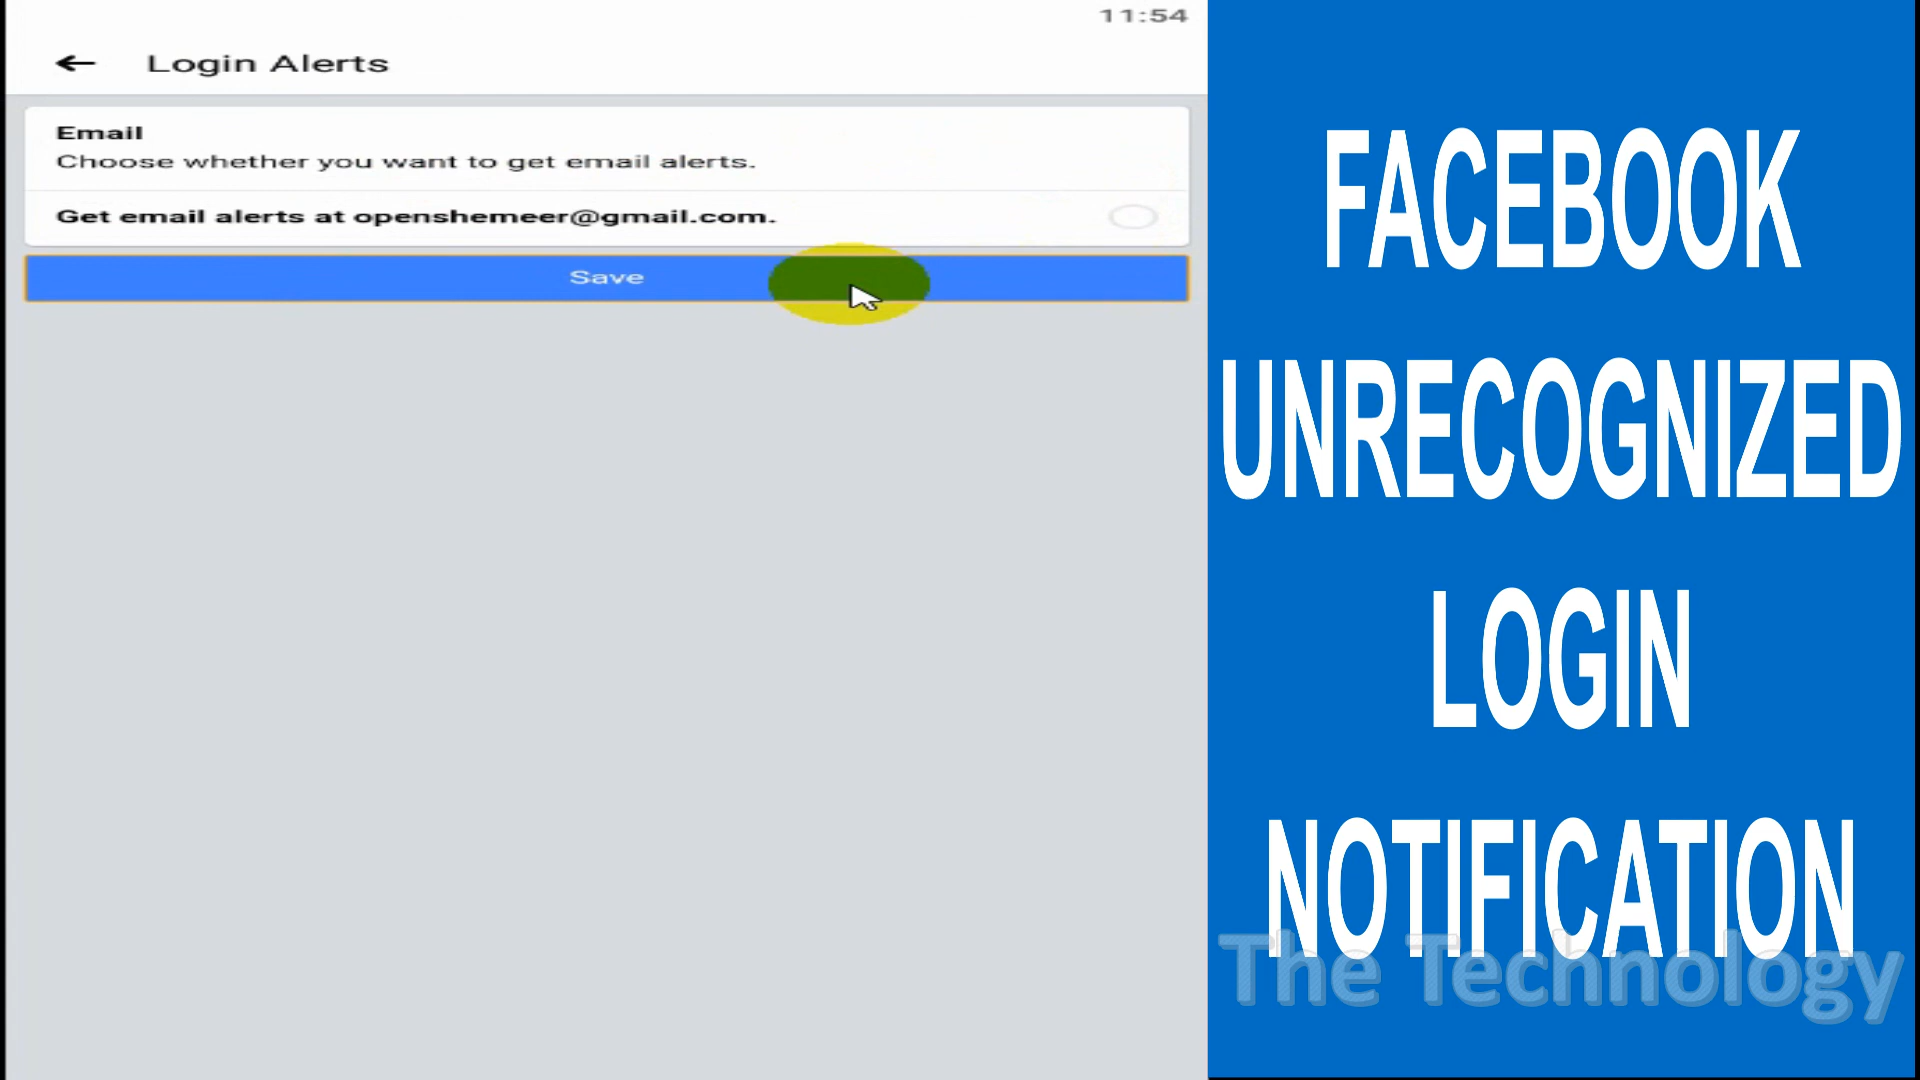 11:54
Login Alerts
Email
Choose whether you want to get email alerts.
Get email alerts at openshemeer@gmail.com.
Save
FACEBOOK
UNRECOGNIZED
LOGIN
NOTIFICATION
The Technology